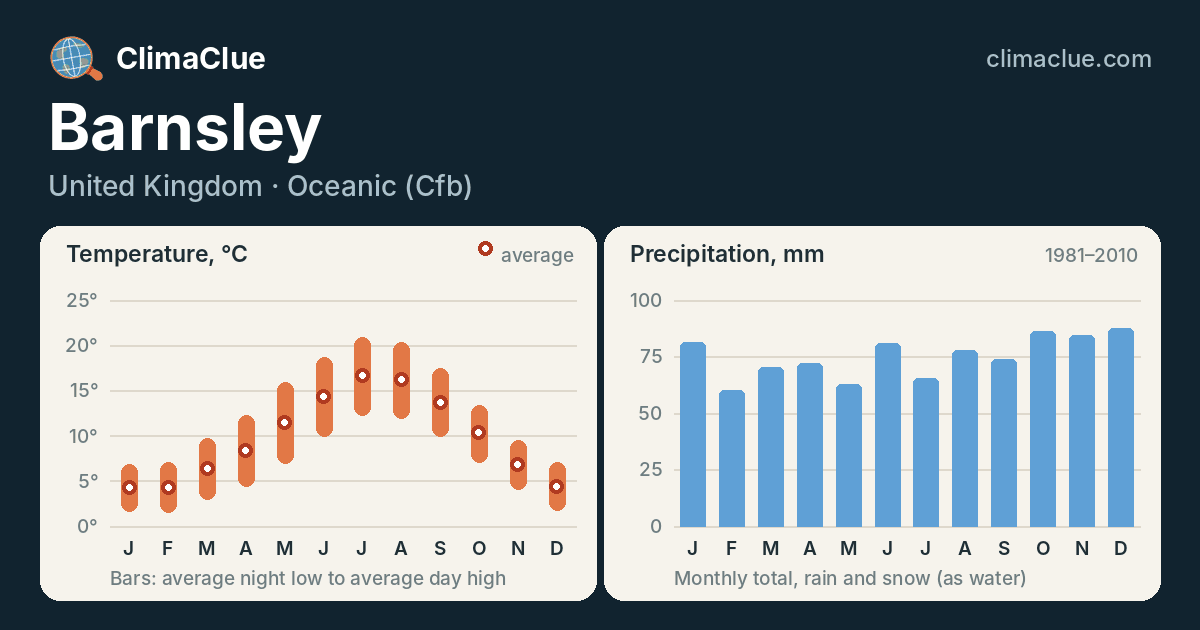 ClimaClue
climaclue.com
Barnsley
United Kingdom · Oceanic (Cfb)
Temperature, °C
average
25°
20°
15°
10°
5°
0°
J F M A M J J A S O N D
Bars: average night low to average day high
Precipitation, mm
1981–2010
100
75
50
25
0
J F M A M J J A S O N D
Monthly total, rain and snow (as water)